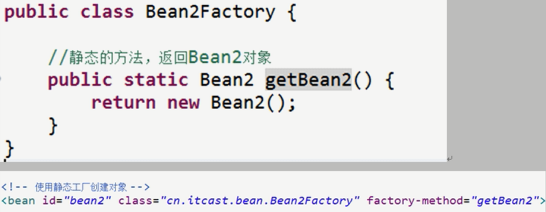 public class Bean2Factory {
//静态的方法，返回Bean2对象
public static Bean2 getBean2() {
return new Bean2();
}
}
<!-- 使用静态工厂创建对象 -->
<bean id="bean2" class="cn.itcast.bean.Bean2Factory" factory-method="getBean2">